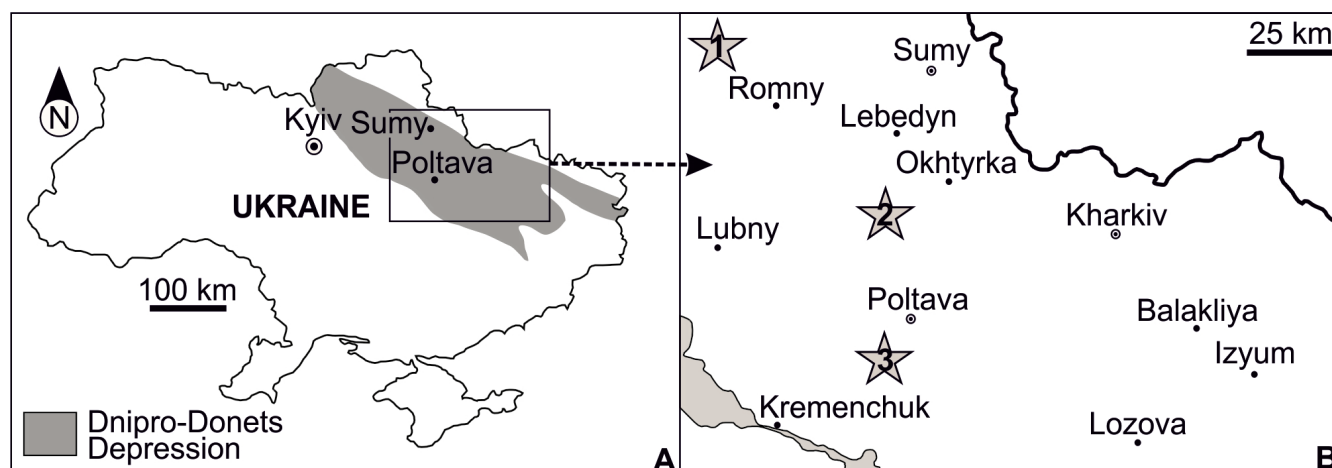 N
Kyiv
Sumy
Poltava
UKRAINE
100 km
Dnipro-Donets
Depression
A
1
Sumy
25 km
Romny
Lebedyn
Okhtyrka
2
Kharkiv
Lubny
Poltava
Balakliya
3
Izyum
Kremenchuk
Lozova
B